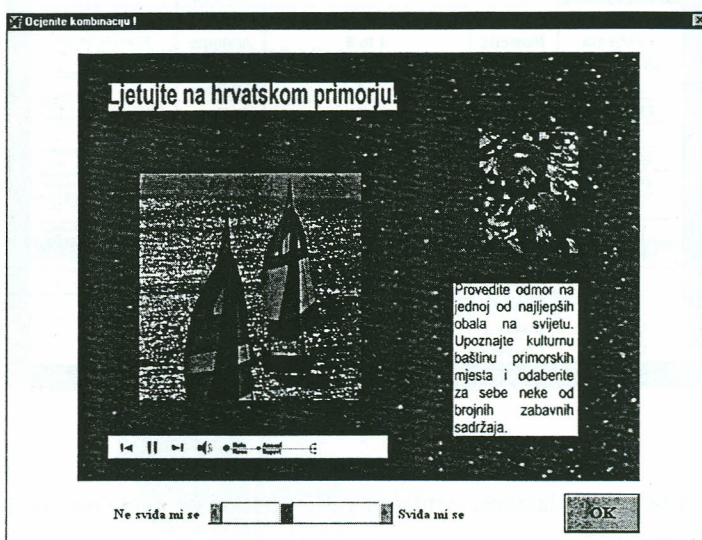 Ocjenite kombinaciju !
Ljetujte na hrvatskom primorju!
Provedite odmor na
jednoj od najljepših
obala na svijetu.
Upoznajte kulturnu
baštinu primorskih
mjesta i odaberite
za sebe neke od
brojnih zabavnih
sadržaja.
Ne sviđa mi se
Sviđa mi se
OK